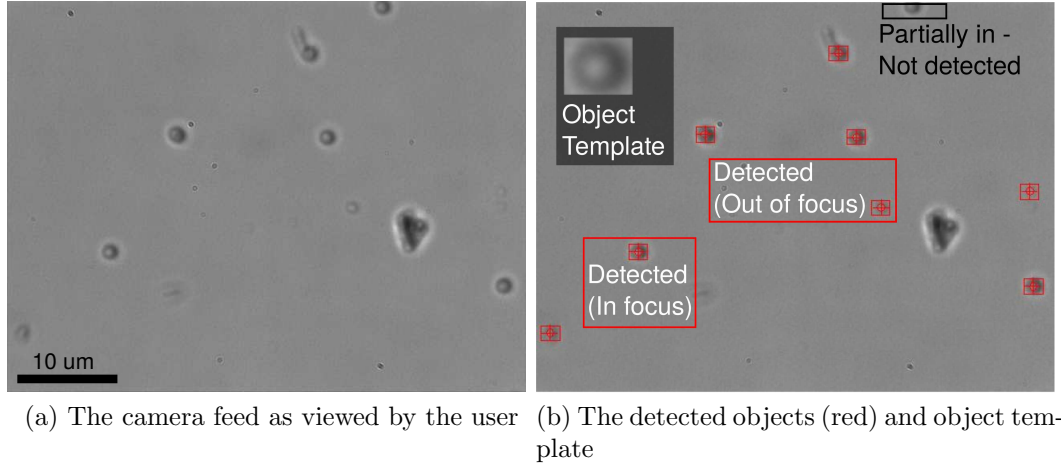 10 um
Partially in -
Not detected
Object
Template
Detected
(Out of focus)
Detected
(In focus)
(a) The camera feed as viewed by the user
(b) The detected objects (red) and object tem-
plate